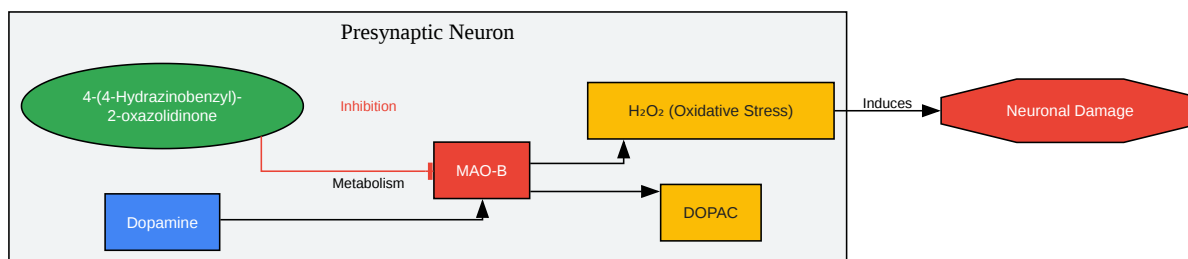 Presynaptic Neuron
4-(4-Hydrazinobenzyl)-
2-oxazolidinone
Inhibition
H₂O₂ (Oxidative Stress)
Induces
Neuronal Damage
MAO-B
Metabolism
Dopamine
DOPAC